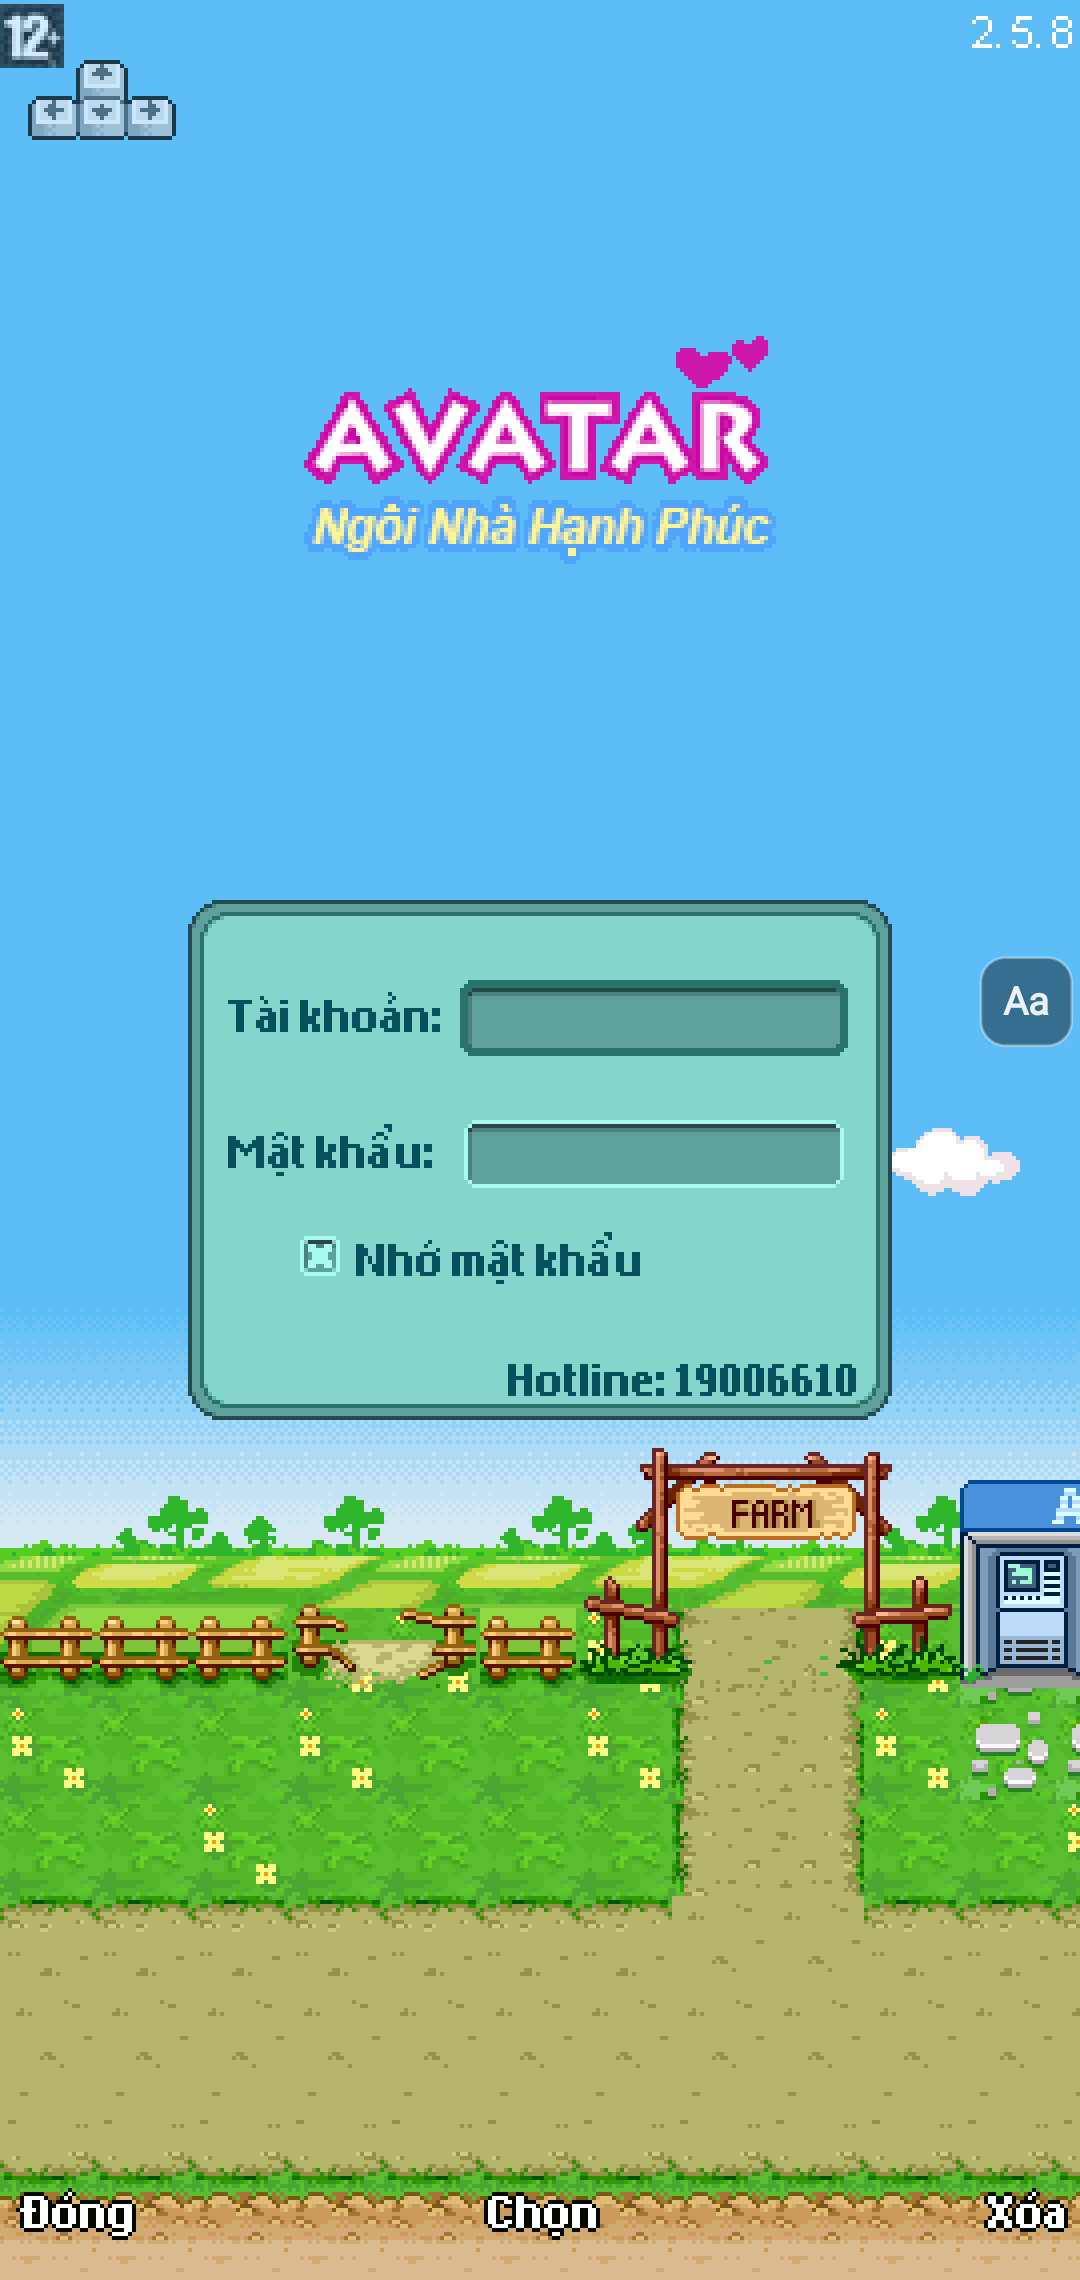 12+
2.5.8
AVATAR
Ngôi Nhà Hạnh Phúc
Tài khoản:
Aa
Mật khẩu:
Nhớ mật khẩu
Hotline: 19006610
FARM
Đóng
Chọn
Xóa